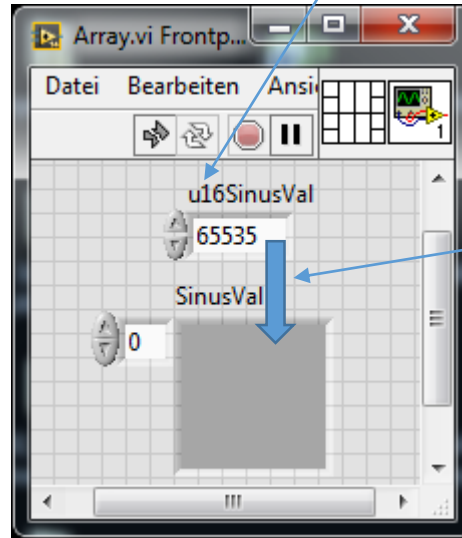 Array.vi Frontp...
Datei Bearbeiten Ansi
1
u16SinusVal
65535
SinusVal
0